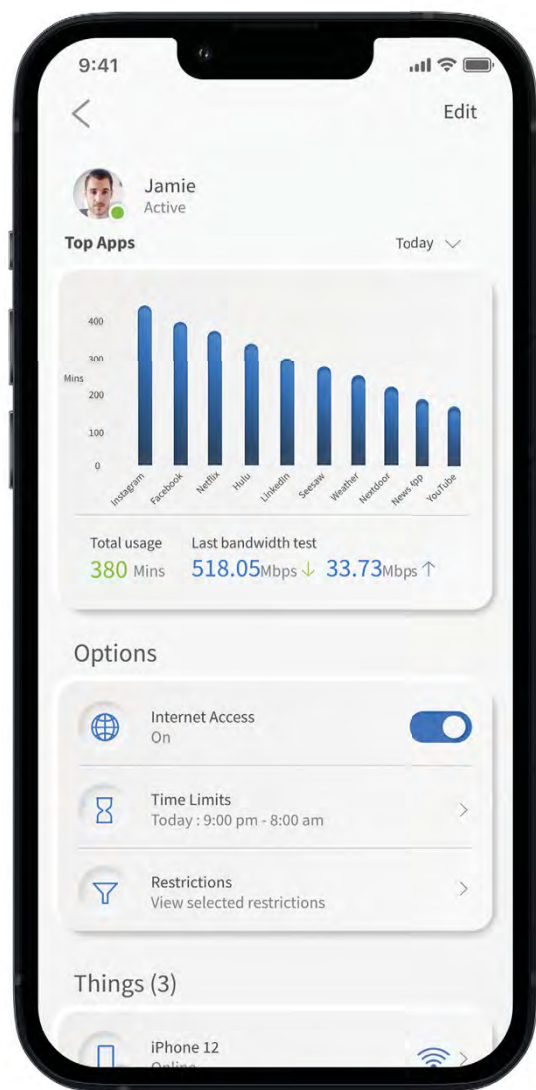 9:41
Edit
Jamie
Active
Top Apps
Today
400
300
Mins
200
100
0
Instagram
Facebook
Netflix
Hulu
LinkedIn
Seesaw
Weather
Nextdoor
News App
YouTube
Total usage
Last bandwidth test
380 Mins
518.05Mbps ↓ 33.73Mbps ↑
Options
Internet Access
On
Time Limits
Today : 9:00 pm - 8:00 am
Restrictions
View selected restrictions
Things (3)
iPhone 12
Online